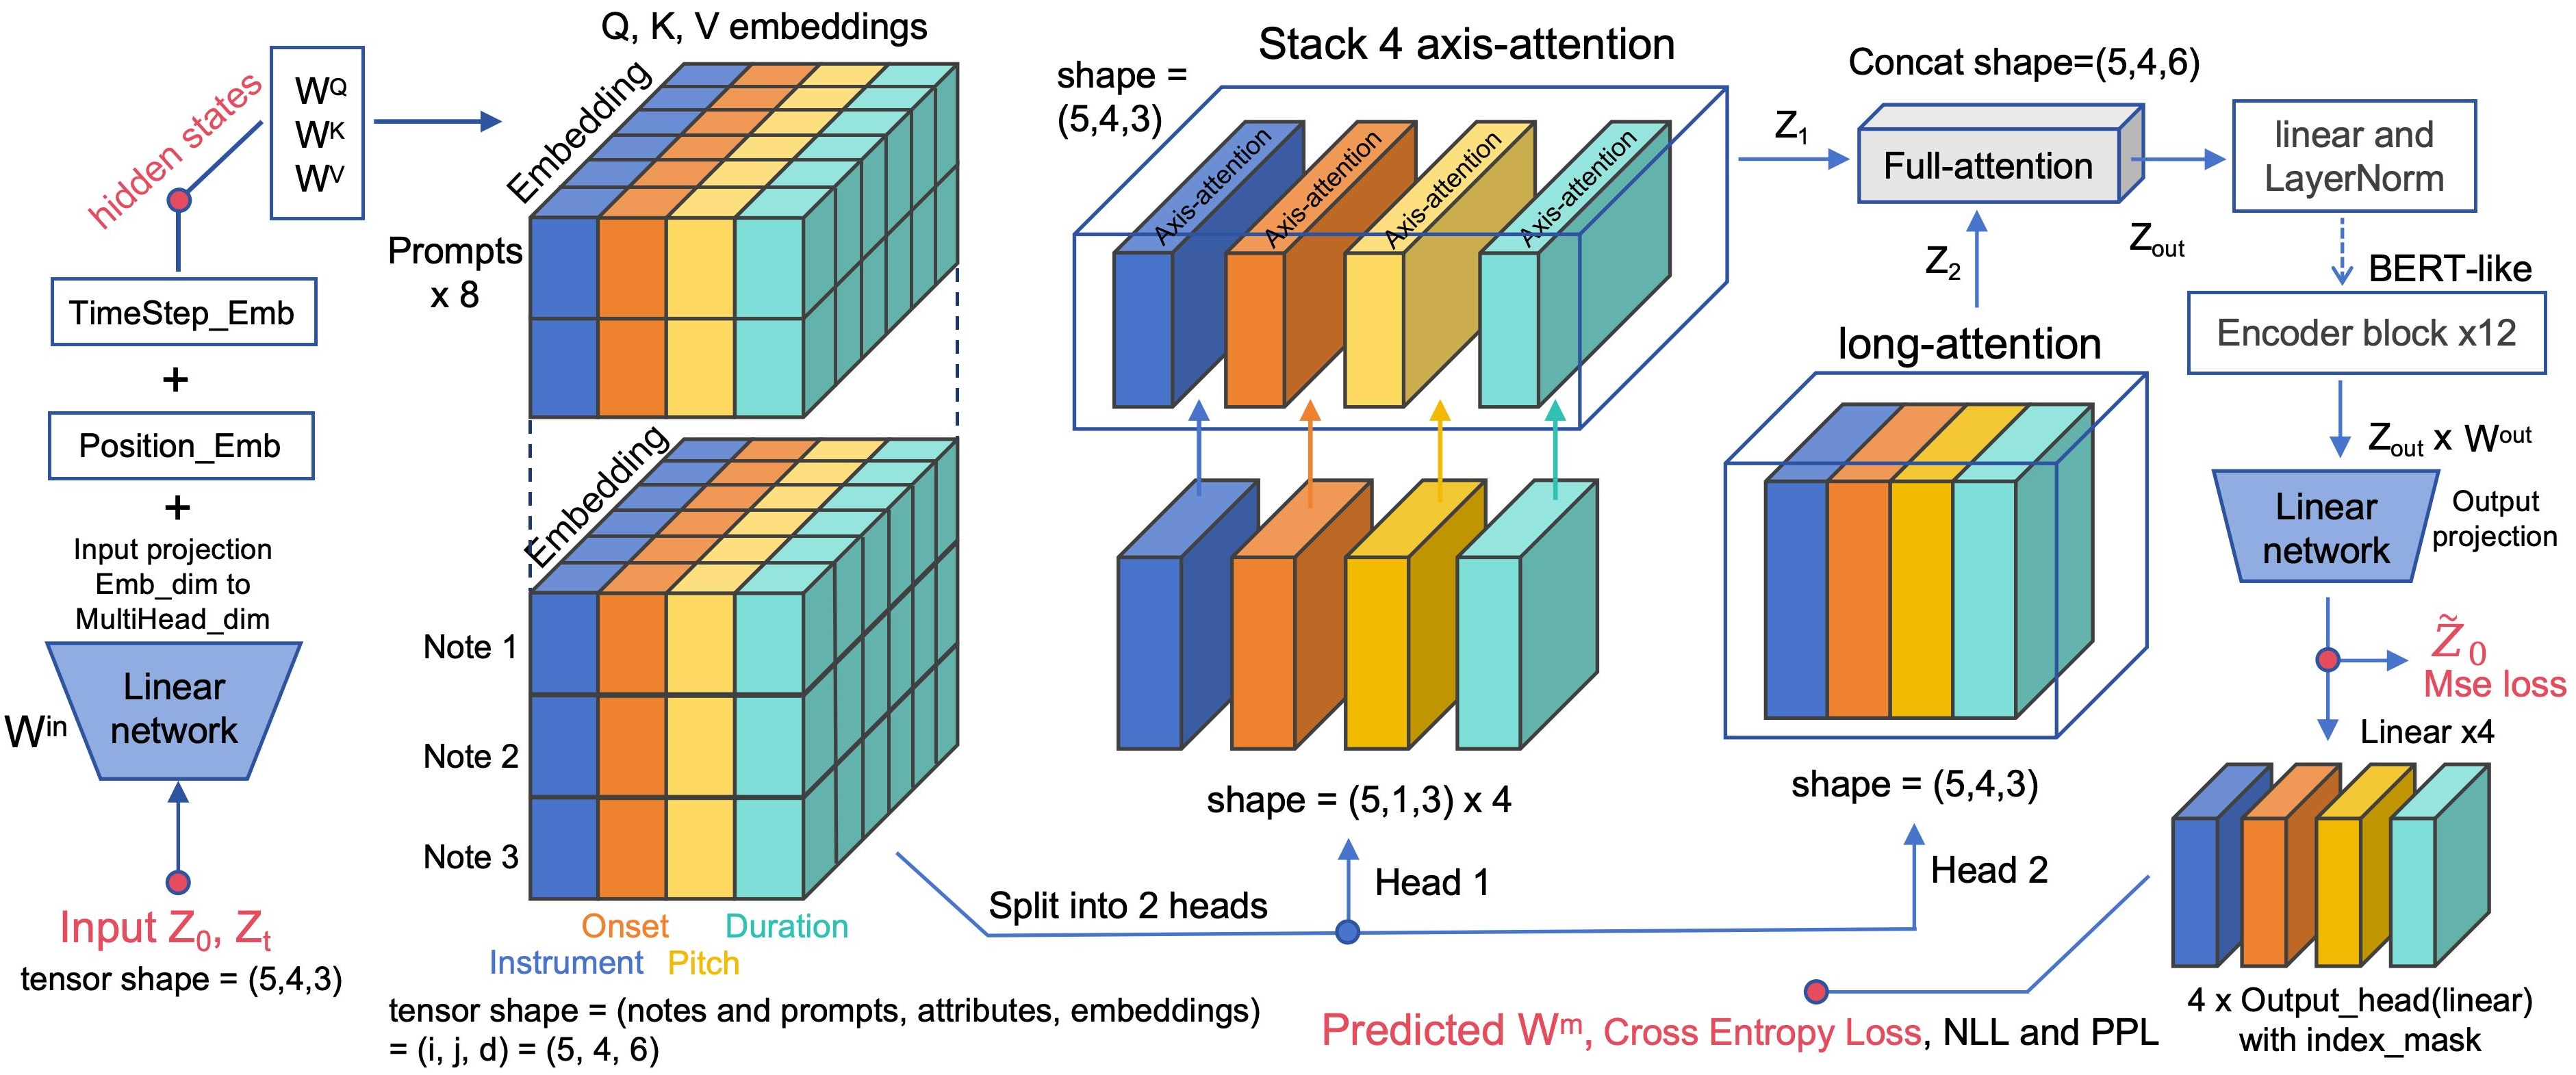 Q, K, V embeddings
W^Q
W^K
W^V
hidden states
TimeStep_Emb
+
Position_Emb
+
Input projection
Emb_dim to
MultiHead_dim
Linear
network
W^in
Input Z_0, Z_t
tensor shape = (5,4,3)
Embedding
Prompts
x 8
Embedding
Note 1
Note 2
Note 3
Onset
Duration
Instrument
Pitch
tensor shape = (notes and prompts, attributes, embeddings)
= (i, j, d) = (5, 4, 6)
Split into 2 heads
Head 1
Head 2
Stack 4 axis-attention
shape =
(5,4,3)
Axis-attention
Axis-attention
Axis-attention
Axis-attention
shape = (5,1,3) x 4
long-attention
shape = (5,4,3)
Z_1
Z_2
Concat shape=(5,4,6)
Full-attention
Z_out
linear and
LayerNorm
BERT-like
Encoder block x12
Z_out x W^out
Linear
network
Output
projection
Z̃_0
Mse loss
Linear x4
4 x Output_head(linear)
with index_mask
Predicted W^m, Cross Entropy Loss, NLL and PPL